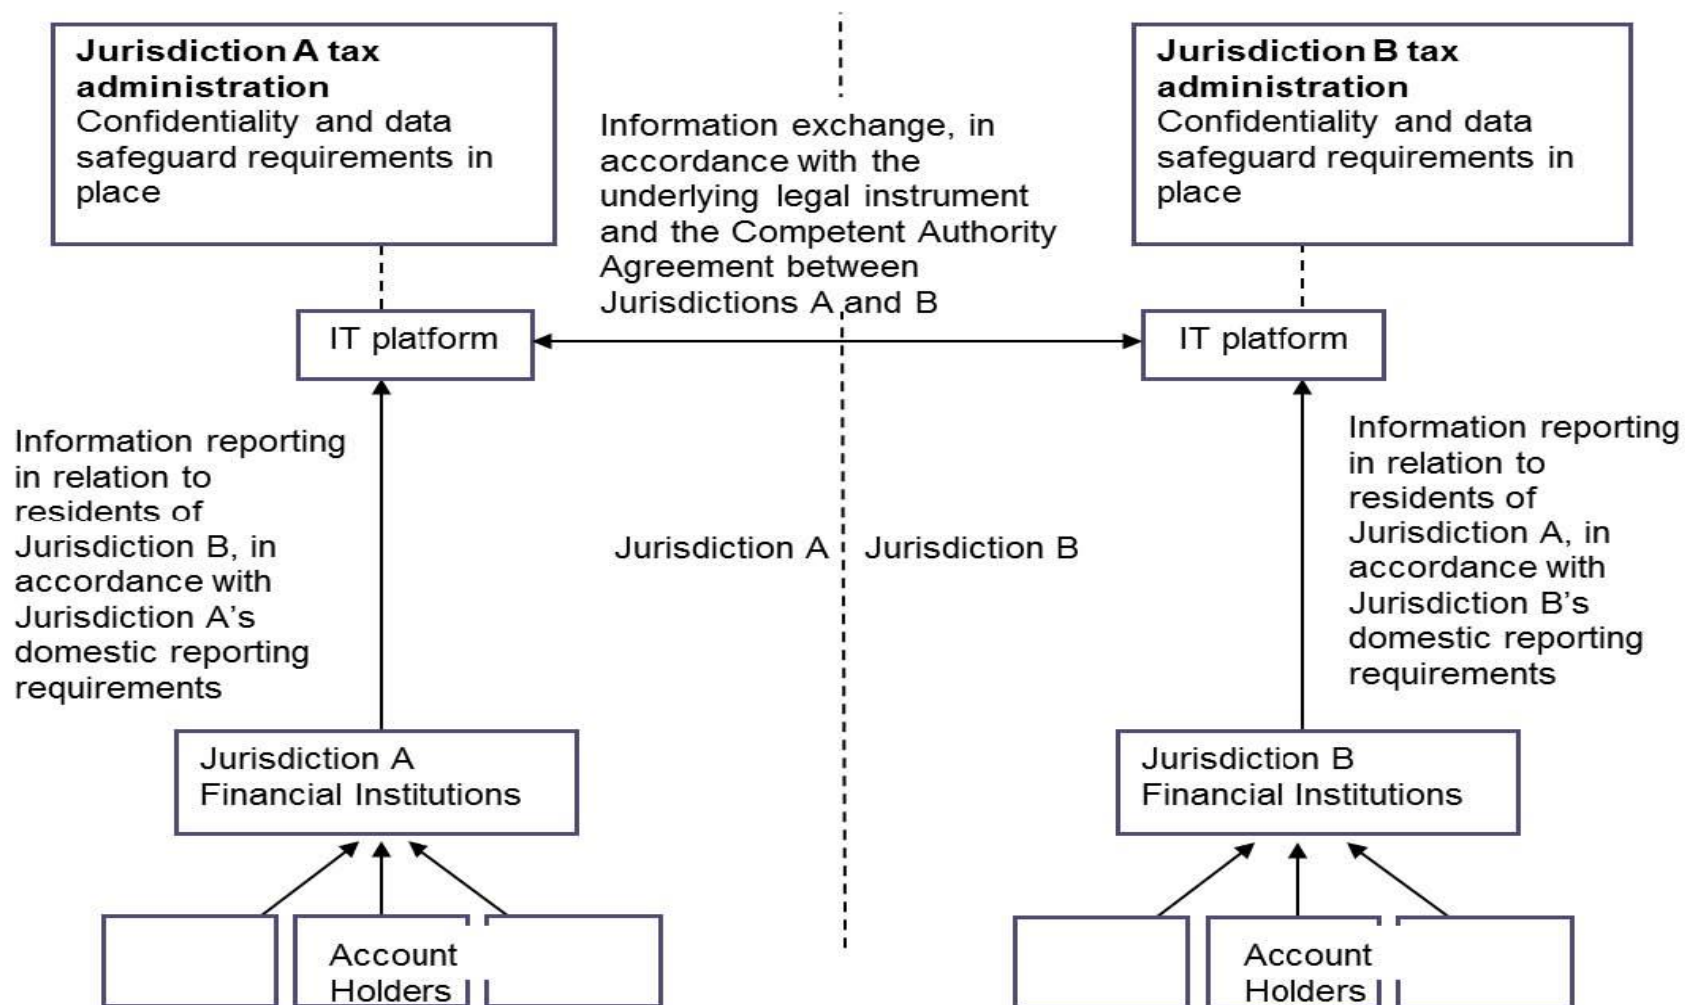 Jurisdiction A tax
administration
Confidentiality and data
safeguard requirements in
place
Information exchange, in
accordance with the
underlying legal instrument
and the Competent Authority
Agreement between
Jurisdictions A and B
Jurisdiction B tax
administration
Confidentiality and data
safeguard requirements in
place
IT platform
IT platform
Information reporting
in relation to
residents of
Jurisdiction B, in
accordance with
Jurisdiction A’s
domestic reporting
requirements
Jurisdiction A
Jurisdiction B
Information reporting
in relation to
residents of
Jurisdiction A, in
accordance with
Jurisdiction B’s
domestic reporting
requirements
Jurisdiction A
Financial Institutions
Jurisdiction B
Financial Institutions
Account
Holders
Account
Holders